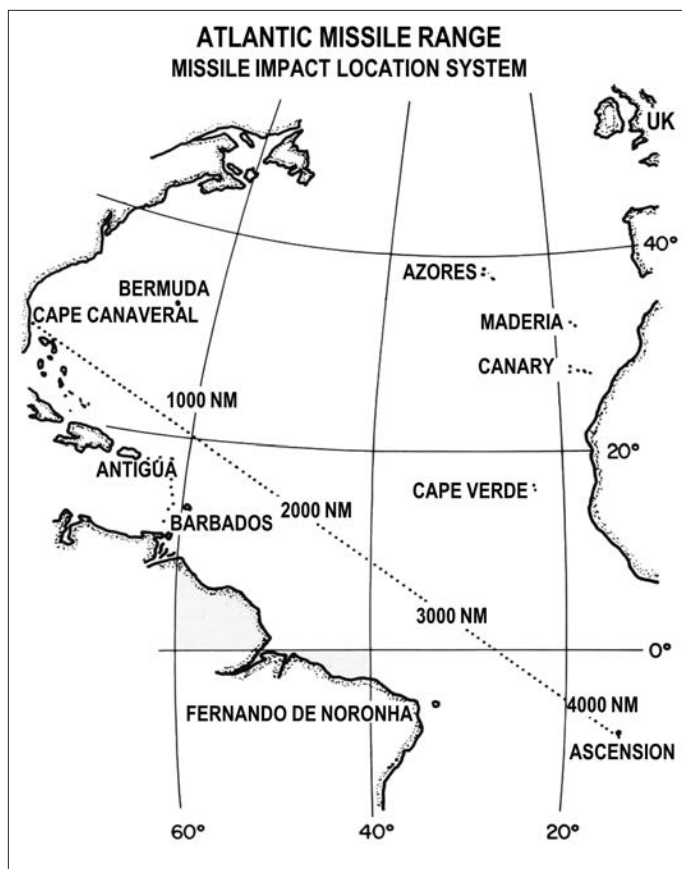 ATLANTIC MISSILE RANGE
MISSILE IMPACT LOCATION SYSTEM
UK
40°
AZORES
BERMUDA
CAPE CANAVERAL
MADERIA
CANARY
1000 NM
20°
ANTIGUA
CAPE VERDE
2000 NM
BARBADOS
3000 NM
0°
FERNANDO DE NORONHA
4000 NM
ASCENSION
60°
40°
20°